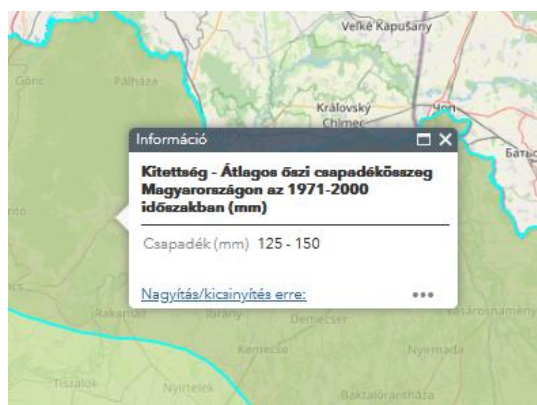 Veľké Kapušany
Gönc
Pálháza
Kráľovský
Chlmec
Чоп
Információ
Kitettség - Átlagos őszi csapadékösszeg
Magyarországon az 1971-2000
időszakban (mm)
Csapadék (mm) 125 - 150
Nagyítás/kicsinyítés erre:
Rakamaz
Ibrány
Demecser
Vásárosnamény
Kemecse
Nyírmada
Tiszalök
Nyírtelek
Baktalórántháza